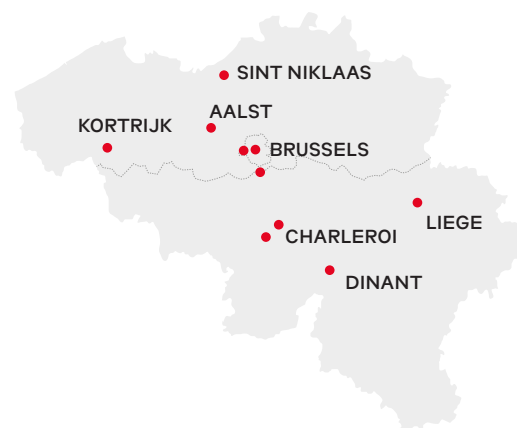 SINT NIKLAAS
AALST
KORTRIJK
BRUSSELS
LIEGE
CHARLEROI
DINANT